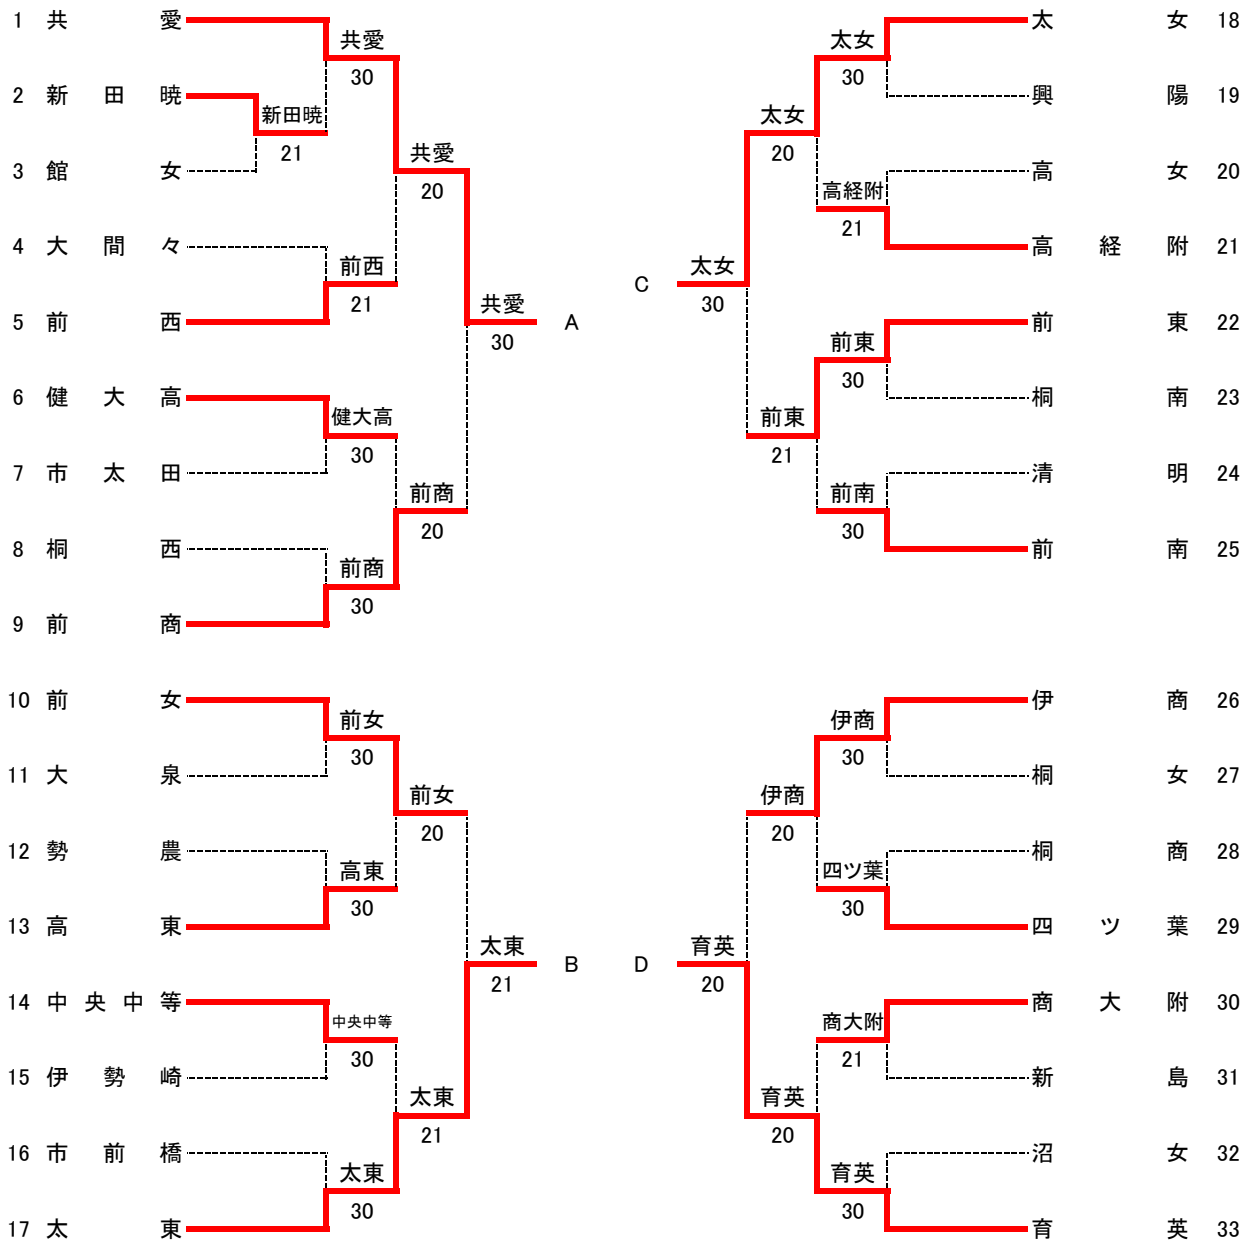 1 共愛
共愛
30
2 新田暁
新田暁
21
3 館女
共愛
20
4 大間々
前西
21
5 前西
共愛
30
A
6 健大高
健大高
30
7 市太田
前商
20
8 桐西
前商
30
9 前商
10 前女
前女
30
11 大泉
前女
20
12 勢農
高東
30
13 高東
太東
21
B
14 中央中等
中央中等
30
15 伊勢崎
太東
21
16 市前橋
太東
30
17 太東
太女 18
太女
30
興陽 19
太女
20
高女 20
高経附
21
高経附 21
C
太女
30
前東 22
前東
30
桐南 23
前東
21
清明 24
前南
30
前南 25
伊商 26
伊商
30
桐女 27
伊商
20
桐商 28
四ツ葉
30
四ツ葉 29
D
育英
20
商大附 30
商大附
21
新島 31
育英
20
沼女 32
育英
30
育英 33